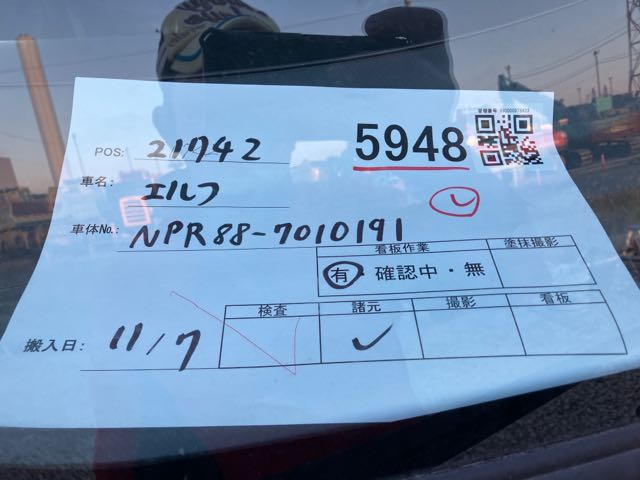 POS: 21742
5948
車名: エルフ
車体No.: NPR88-7010191
看板作業 塗抹撮影
有・確認中・無
検査 諸元 撮影 看板
搬入日: 11/7